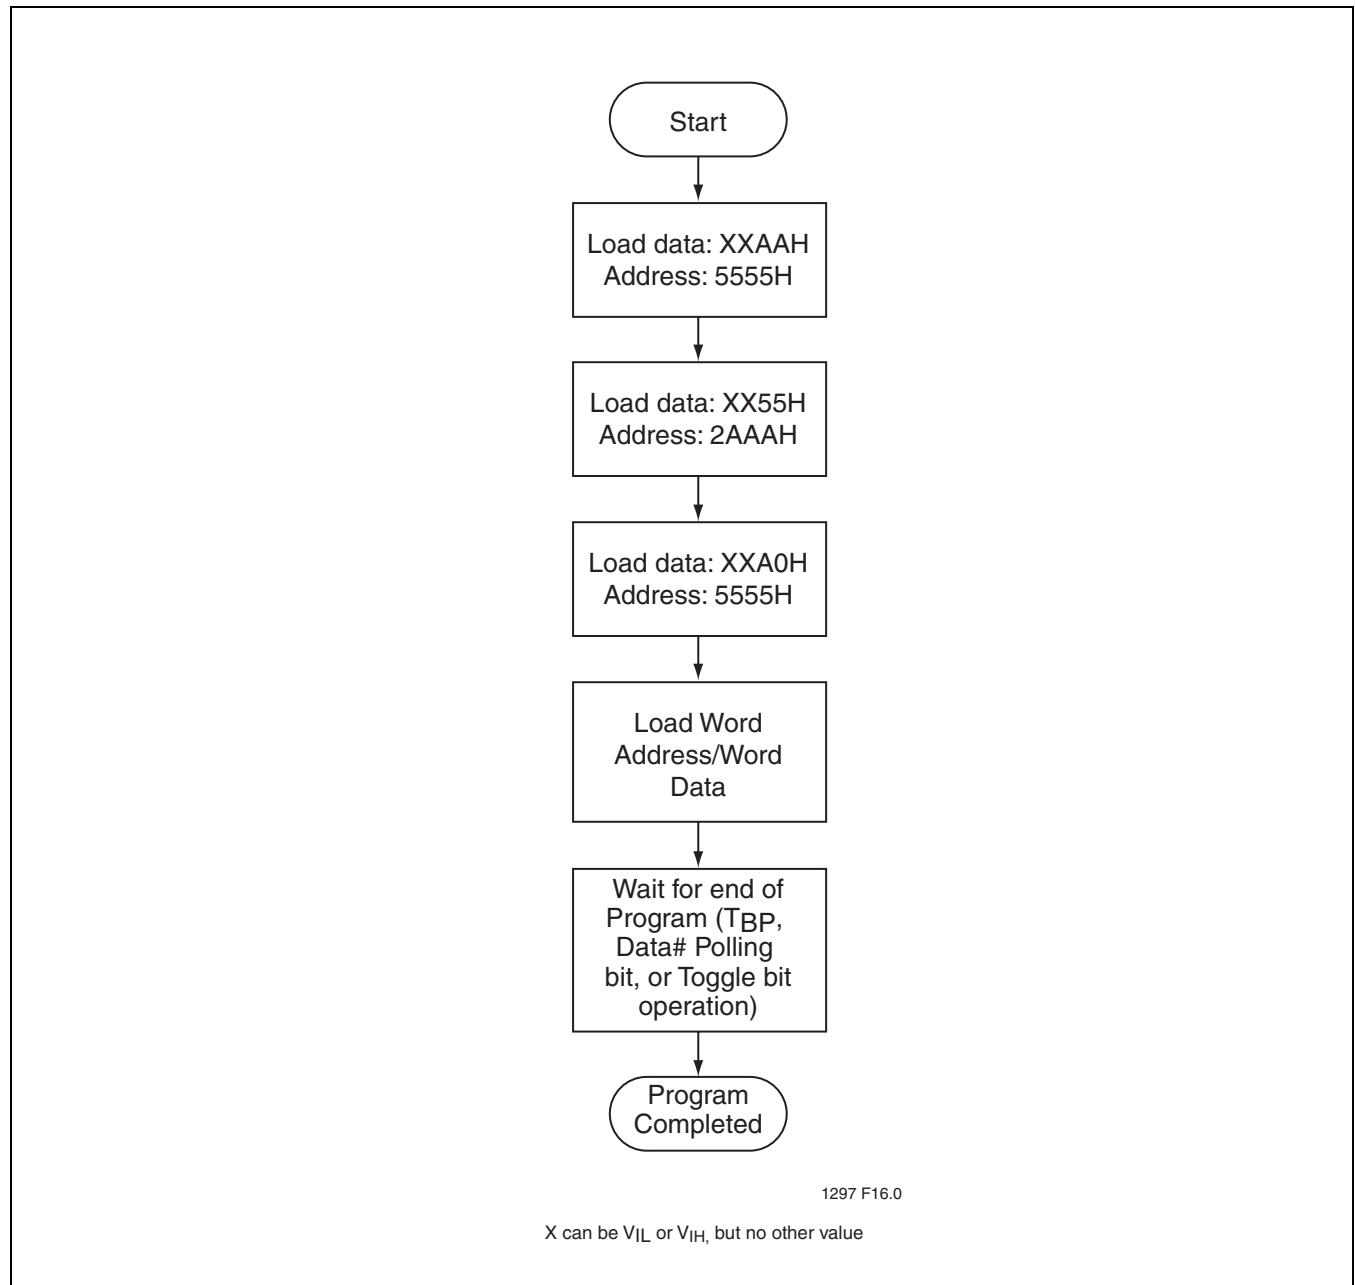 Start
Load data: XXAAH
Address: 5555H
Load data: XX55H
Address: 2AAAH
Load data: XXA0H
Address: 5555H
Load Word
Address/Word
Data
Wait for end of
Program (TBP,
Data# Polling
bit, or Toggle bit
operation)
Program
Completed
1297 F16.0
X can be VIL or VIH, but no other value